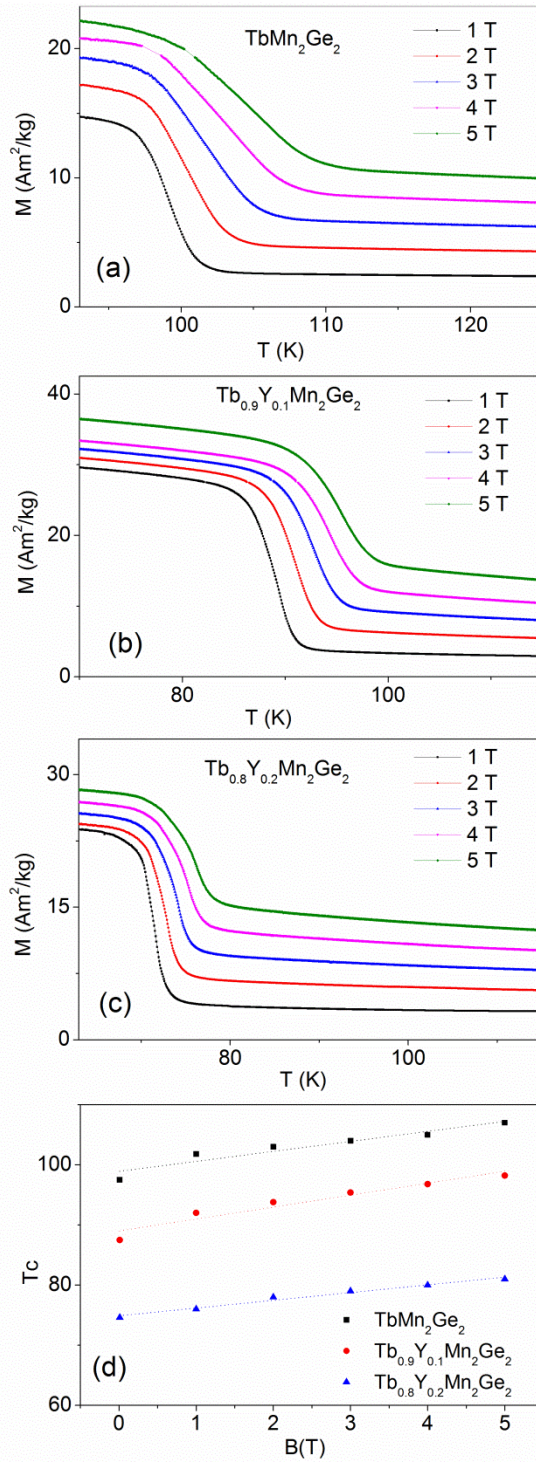 TbMn₂Ge₂
1 T
2 T
3 T
4 T
5 T
20
10
0
M (Am²/kg)
(a)
100
110
120
T (K)
Tb₀.₉Y₀.₁Mn₂Ge₂
1 T
2 T
3 T
4 T
5 T
40
20
0
M (Am²/kg)
(b)
80
100
T (K)
Tb₀.₈Y₀.₂Mn₂Ge₂
1 T
2 T
3 T
4 T
5 T
30
15
0
M (Am²/kg)
(c)
80
100
T (K)
100
80
60
Tc
(d)
TbMn₂Ge₂
Tb₀.₉Y₀.₁Mn₂Ge₂
Tb₀.₈Y₀.₂Mn₂Ge₂
0
1
2
3
4
5
B(T)